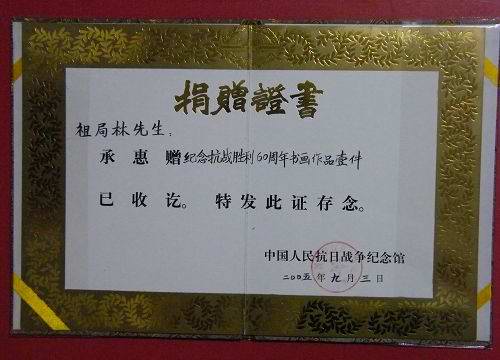 捐贈證書
祖局林先生：
承惠赠纪念抗战胜利60周年书画作品壹件
已收讫。特发此证存念。
中国人民抗日战争纪念馆
二〇〇五年九月三日